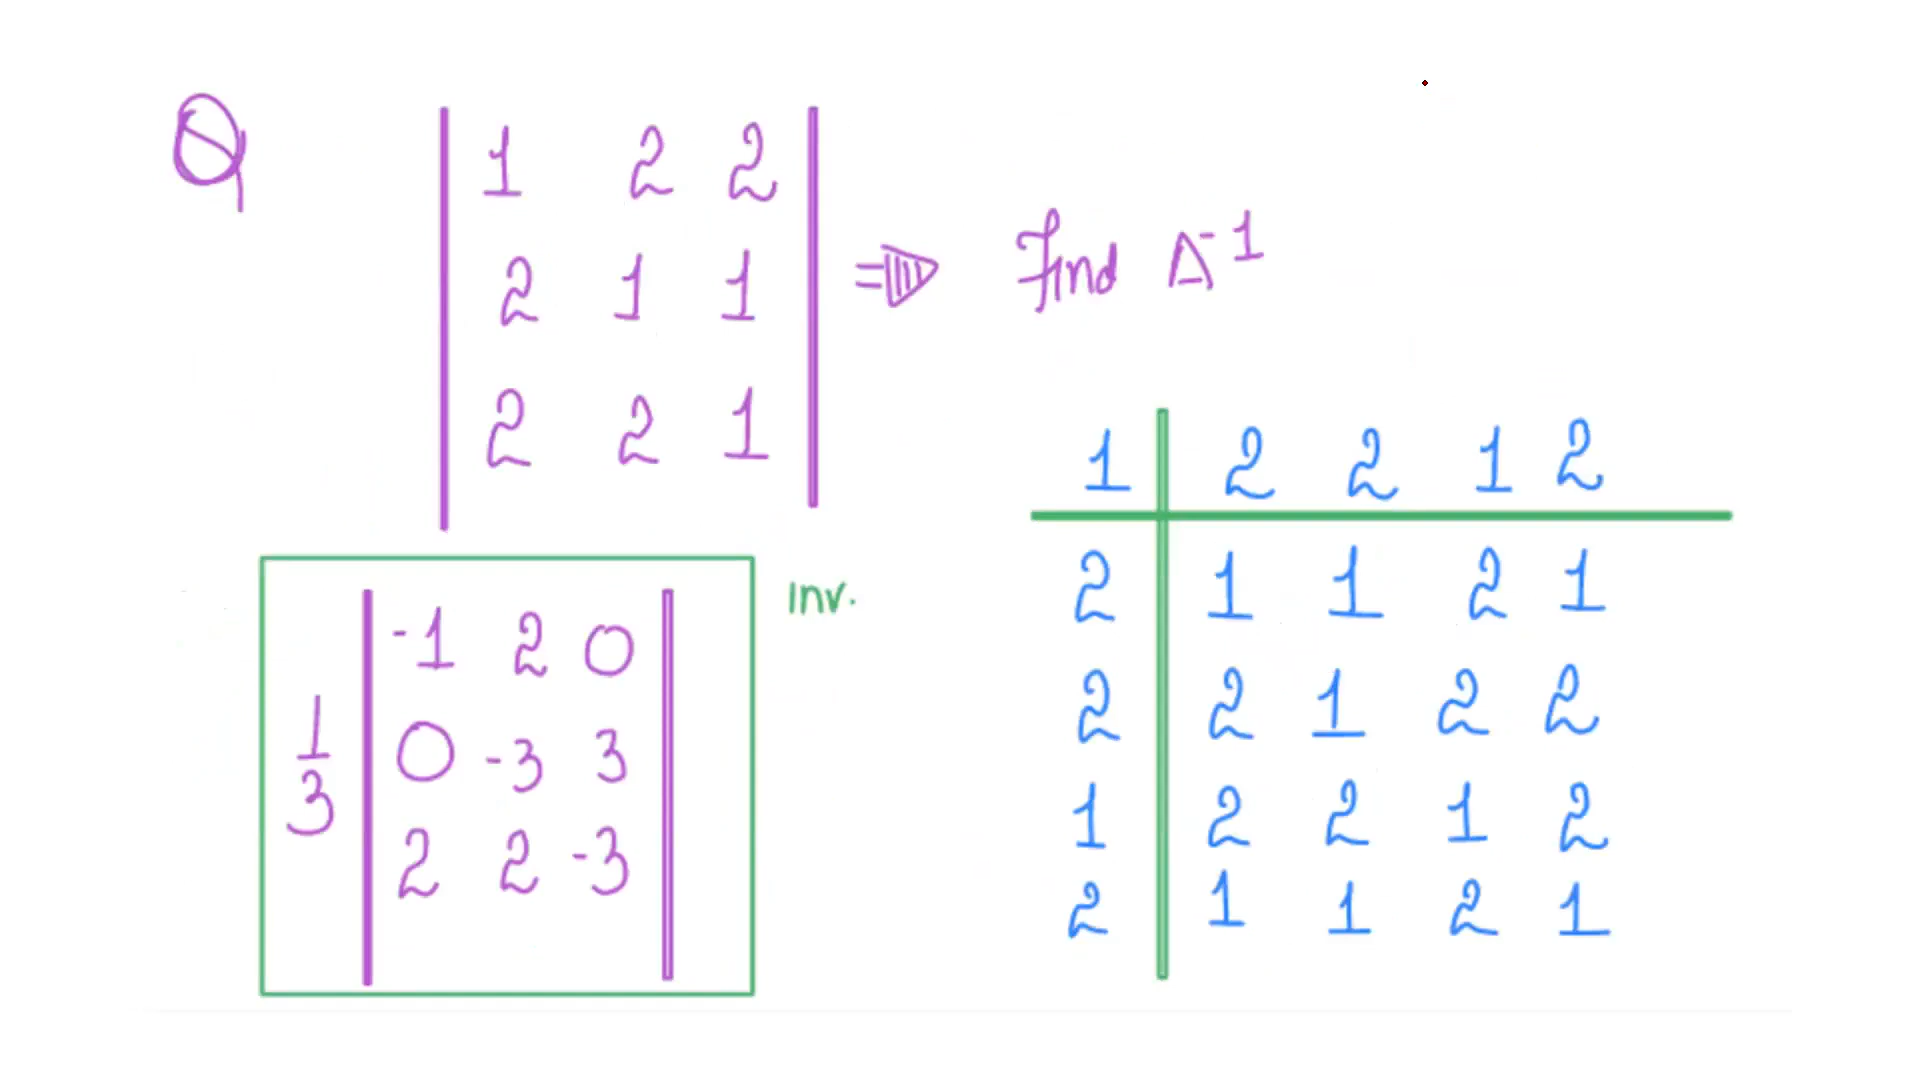 Q
1 2 2
2 1 1
2 2 1
⇒ Find A⁻¹
1 2 2 1 2
2 1 1 2 1
2 2 1 2 2
1 2 2 1 2
2 1 1 2 1
Inv.
1/3
-1 2 0
0 -3 3
2 2 -3